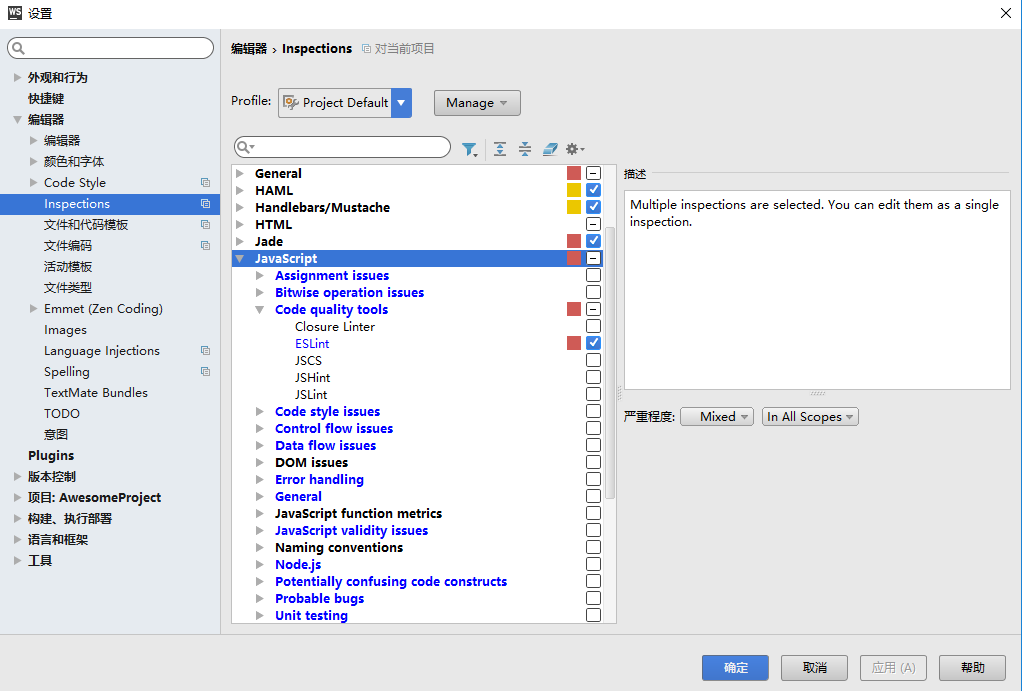 WS 设置
外观和行为
快捷键
编辑器
编辑器
颜色和字体
Code Style
Inspections
文件和代码模板
文件编码
活动模板
文件类型
Emmet (Zen Coding)
Images
Language Injections
Spelling
TextMate Bundles
TODO
意图
Plugins
版本控制
项目: AwesomeProject
构建、执行部署
语言和框架
工具
编辑器 › Inspections 对当前项目
Profile: Project Default Manage
General
HAML
Handlebars/Mustache
HTML
Jade
JavaScript
Assignment issues
Bitwise operation issues
Code quality tools
Closure Linter
ESLint
JSCS
JSHint
JSLint
Code style issues
Control flow issues
Data flow issues
DOM issues
Error handling
General
JavaScript function metrics
JavaScript validity issues
Naming conventions
Node.js
Potentially confusing code constructs
Probable bugs
Unit testing
描述
Multiple inspections are selected. You can edit them as a single
inspection.
严重程度: Mixed In All Scopes
确定 取消 应用 (A) 帮助